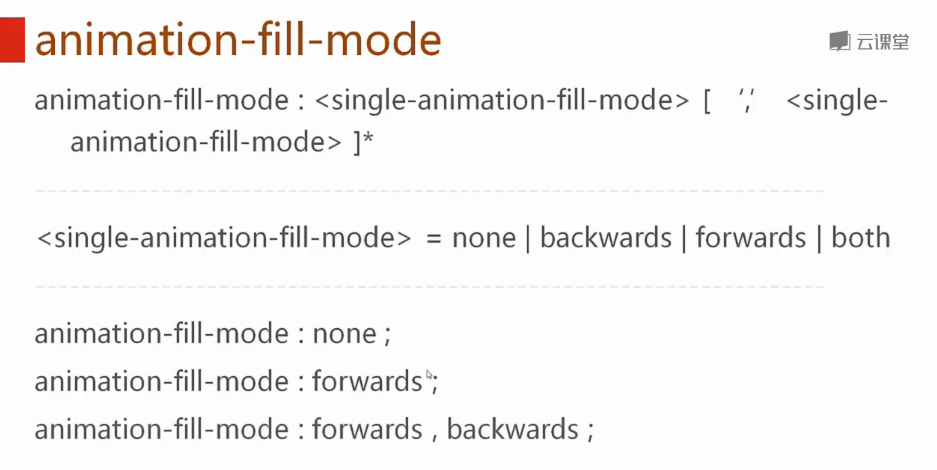 animation-fill-mode
云课堂
animation-fill-mode : <single-animation-fill-mode> [ ',' <single-
animation-fill-mode> ]*
<single-animation-fill-mode> = none | backwards | forwards | both
animation-fill-mode : none ;
animation-fill-mode : forwards ;
animation-fill-mode : forwards , backwards ;